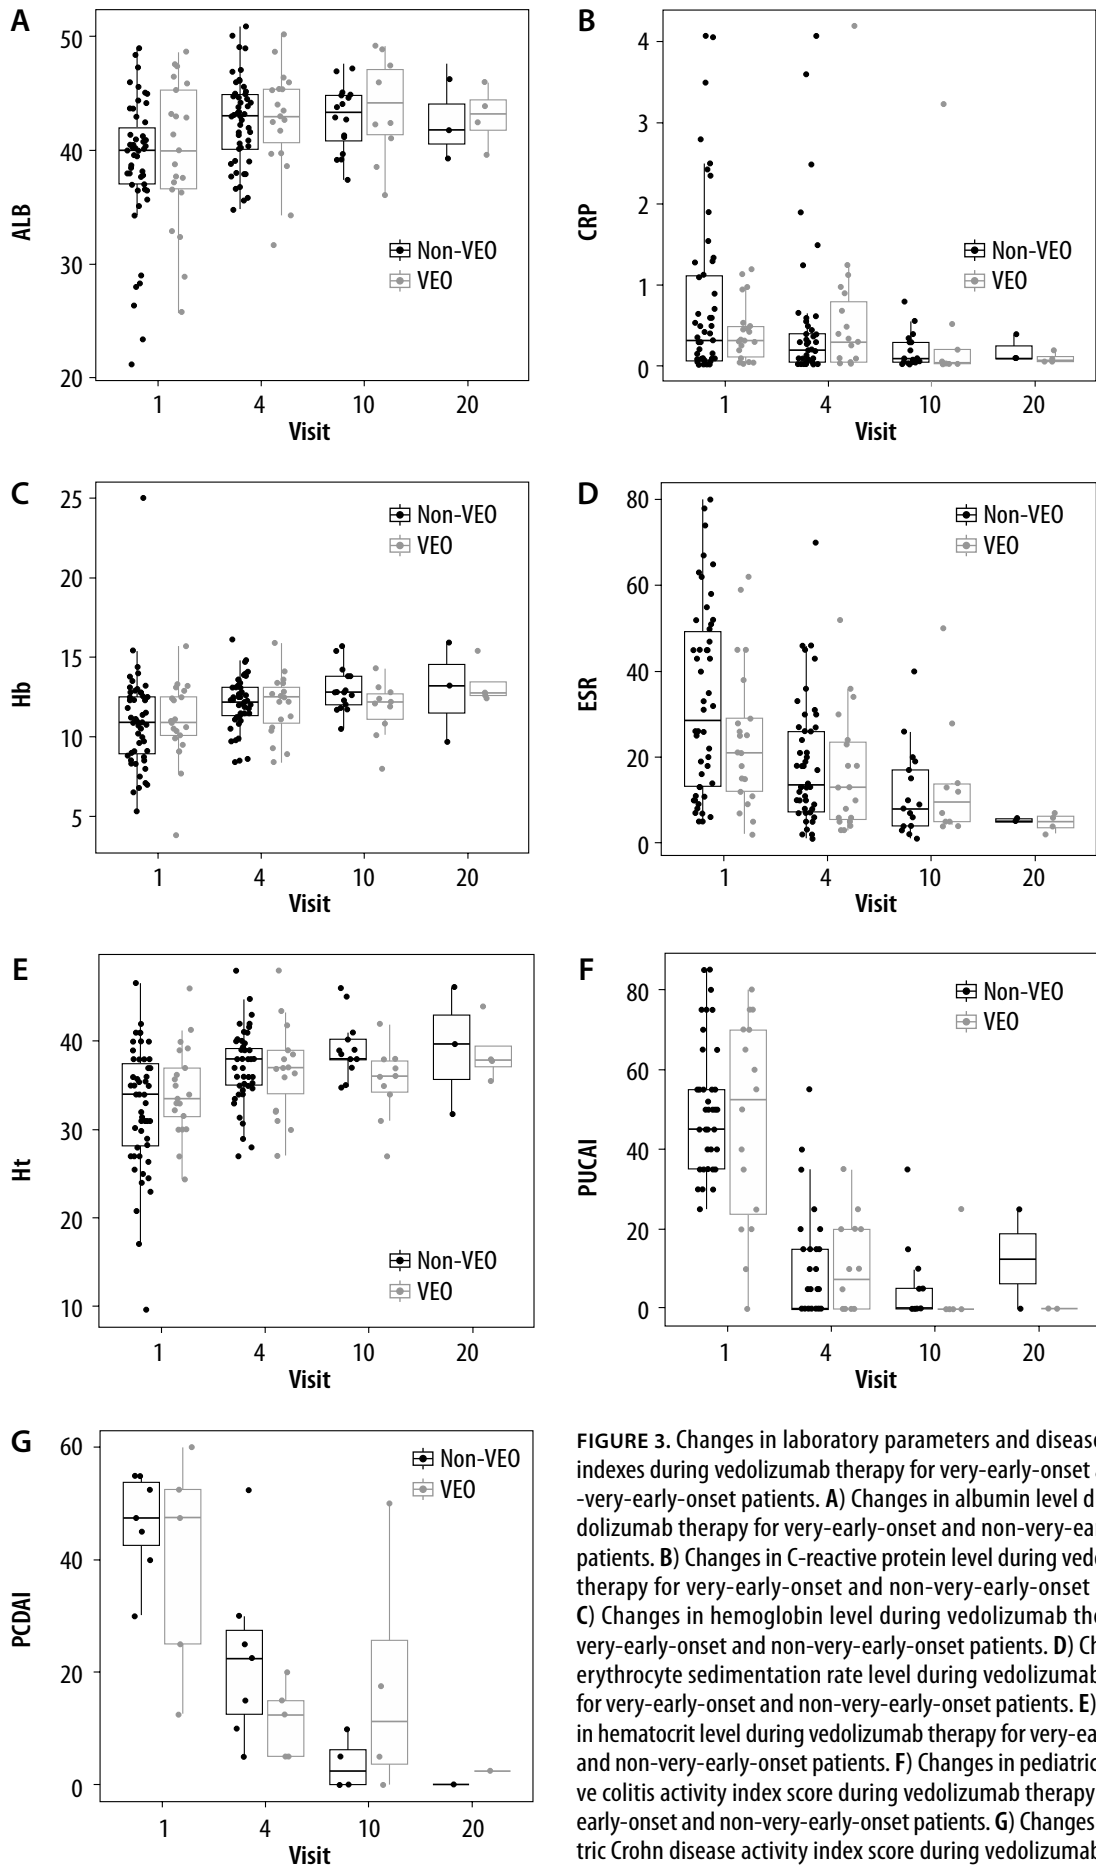 A
50
40
30
20
ALB
Non-VEO
VEO
1 4 10 20
Visit
B
4
3
2
1
0
CRP
Non-VEO
VEO
1 4 10 20
Visit
C
25
20
15
10
5
Hb
Non-VEO
VEO
1 4 10 20
Visit
D
80
60
40
20
0
ESR
Non-VEO
VEO
1 4 10 20
Visit
E
40
30
20
10
Ht
Non-VEO
VEO
1 4 10 20
Visit
F
80
60
40
20
0
PUCAI
Non-VEO
VEO
1 4 10 20
Visit
G
60
40
20
0
PCDAI
Non-VEO
VEO
1 4 10 20
Visit
FIGURE 3. Changes in laboratory parameters and disease
indexes during vedolizumab therapy for very-early-onset
-very-early-onset patients. A) Changes in albumin level d
dolizumab therapy for very-early-onset and non-very-ea
patients. B) Changes in C-reactive protein level during ved
therapy for very-early-onset and non-very-early-onset
C) Changes in hemoglobin level during vedolizumab th
very-early-onset and non-very-early-onset patients. D) C
erythrocyte sedimentation rate level during vedolizumab
for very-early-onset and non-very-early-onset patients. E)
in hematocrit level during vedolizumab therapy for very-ea
and non-very-early-onset patients. F) Changes in pediatric
ve colitis activity index score during vedolizumab therapy
early-onset and non-very-early-onset patients. G) Changes
tric Crohn disease activity index score during vedolizumab